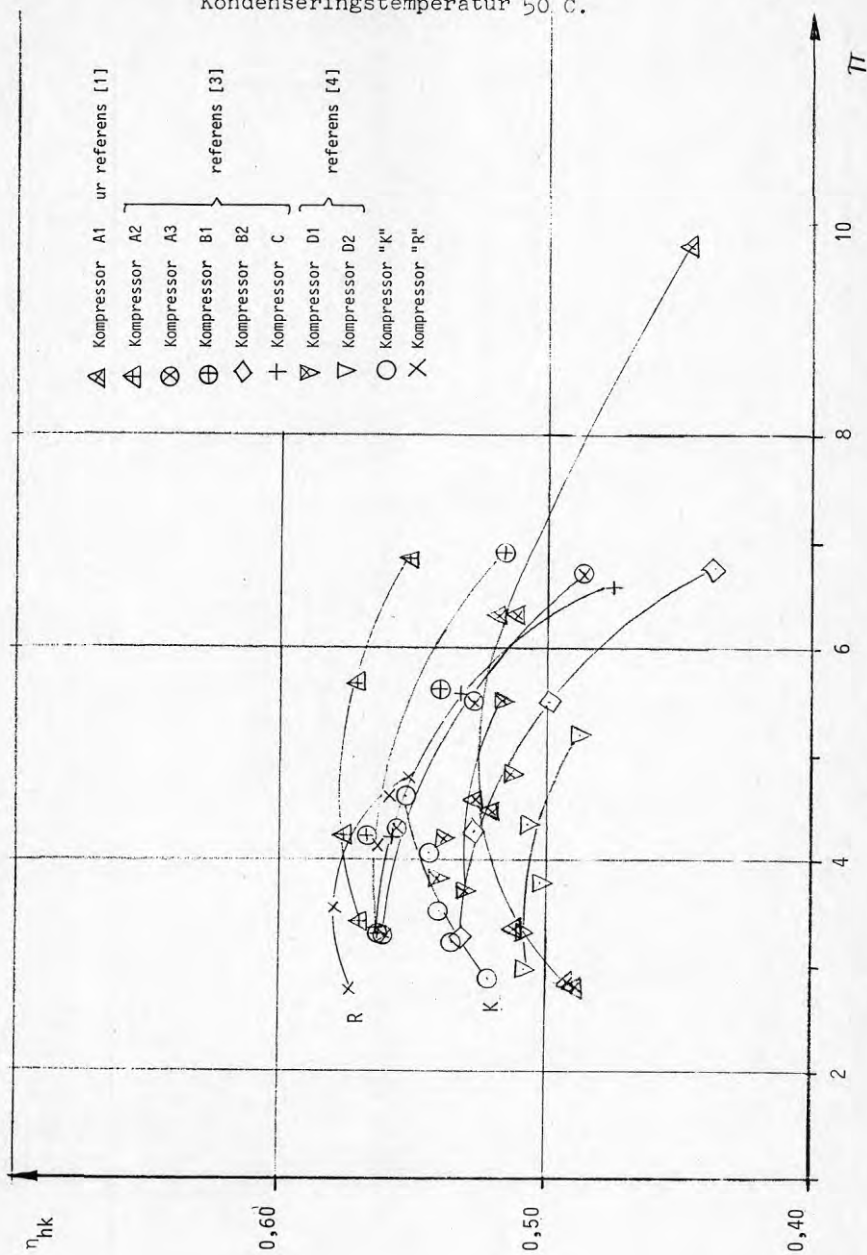 Kondenseringstemperatur 50 C.
η hk
0,60
0,50
0,40
2
4
6
8
10
π
R
K
Kompressor A1 ur referens [1]
Kompressor A2
Kompressor A3
Kompressor B1
Kompressor B2
Kompressor C
referens [3]
Kompressor D1
Kompressor D2
referens [4]
Kompressor "K"
Kompressor "R"